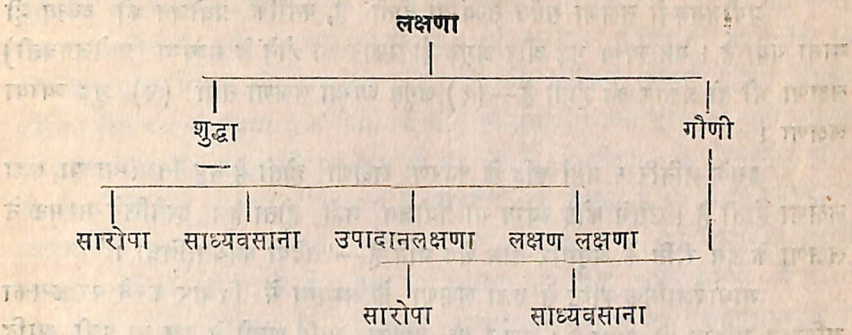 लक्षणा
शुद्धा गौणी
सारोपा साध्यवसाना उपादानलक्षणा लक्षण लक्षणा
सारोपा साध्यवसाना